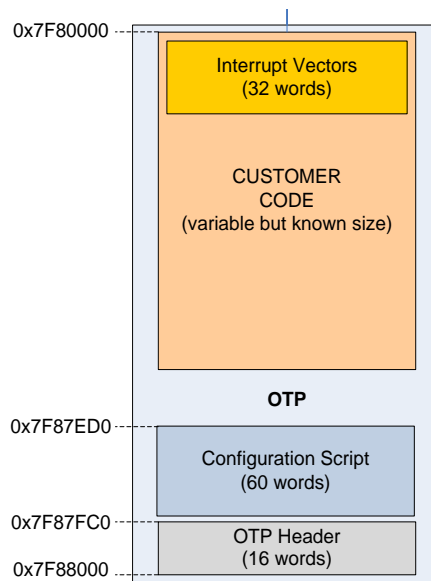 0x7F80000
Interrupt Vectors
(32 words)
CUSTOMER
CODE
(variable but known size)
OTP
0x7F87ED0
Configuration Script
(60 words)
0x7F87FC0
OTP Header
(16 words)
0x7F88000